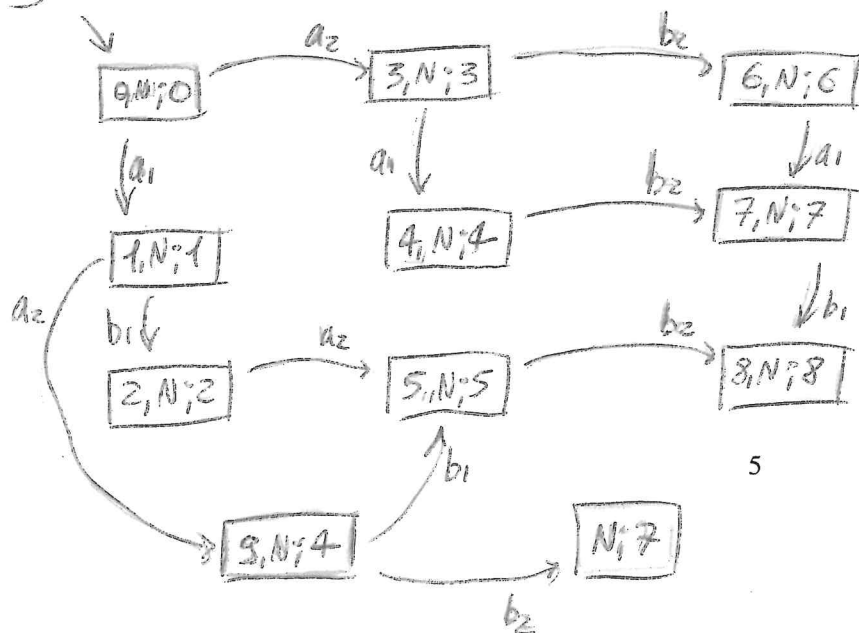 a₂ b₂
0,N;0 3,N;3 6,N;6
a₁ a₁ a₁
b₂
1,N;1 4,N;4 7,N;7
a₂ b₁ a₂ b₂ b₁
2,N;2 5,N;5 8,N;8
b₁ 5
9,N;4 N;7
b₂